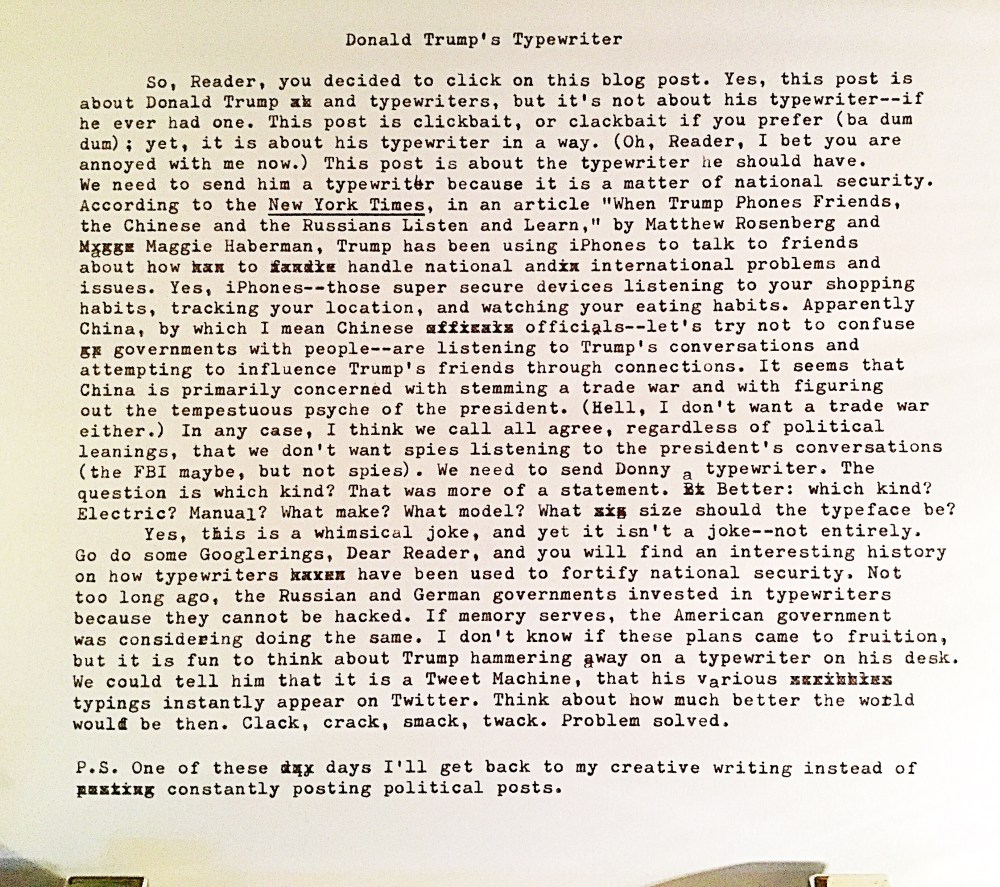 Donald Trump's Typewriter
So, Reader, you decided to click on this blog post. Yes, this post is
about Donald Trump and typewriters, but it's not about his typewriter--if
he ever had one. This post is clickbait, or clackbait if you prefer (ba dum
dum); yet, it is about his typewriter in a way. (Oh, Reader, I bet you are
annoyed with me now.) This post is about the typewriter he should have.
We need to send him a typewriter because it is a matter of national security.
According to the New York Times, in an article "When Trump Phones Friends,
the Chinese and the Russians Listen and Learn," by Matthew Rosenberg and
Maggie Haberman, Trump has been using iPhones to talk to friends
about how to handle national and international problems and
issues. Yes, iPhones--those super secure devices listening to your shopping
habits, tracking your location, and watching your eating habits. Apparently
China, by which I mean Chinese officials--let's try not to confuse
governments with people--are listening to Trump's conversations and
attempting to influence Trump's friends through connections. It seems that
China is primarily concerned with stemming a trade war and with figuring
out the tempestuous psyche of the president. (Hell, I don't want a trade war
either.) In any case, I think we call all agree, regardless of political
leanings, that we don't want spies listening to the president's conversations
(the FBI maybe, but not spies). We need to send Donny a typewriter. The
question is which kind? That was more of a statement. Better: which kind?
Electric? Manual? What make? What model? What size should the typeface be?
Yes, this is a whimsical joke, and yet it isn't a joke--not entirely.
Go do some Googlerings, Dear Reader, and you will find an interesting history
on how typewriters have been used to fortify national security. Not
too long ago, the Russian and German governments invested in typewriters
because they cannot be hacked. If memory serves, the American government
was considering doing the same. I don't know if these plans came to fruition,
but it is fun to think about Trump hammering away on a typewriter on his desk.
We could tell him that it is a Tweet Machine, that his various
typings instantly appear on Twitter. Think about how much better the world
would be then. Clack, crack, smack, twack. Problem solved.
P.S. One of these days I'll get back to my creative writing instead of
constantly posting political posts.